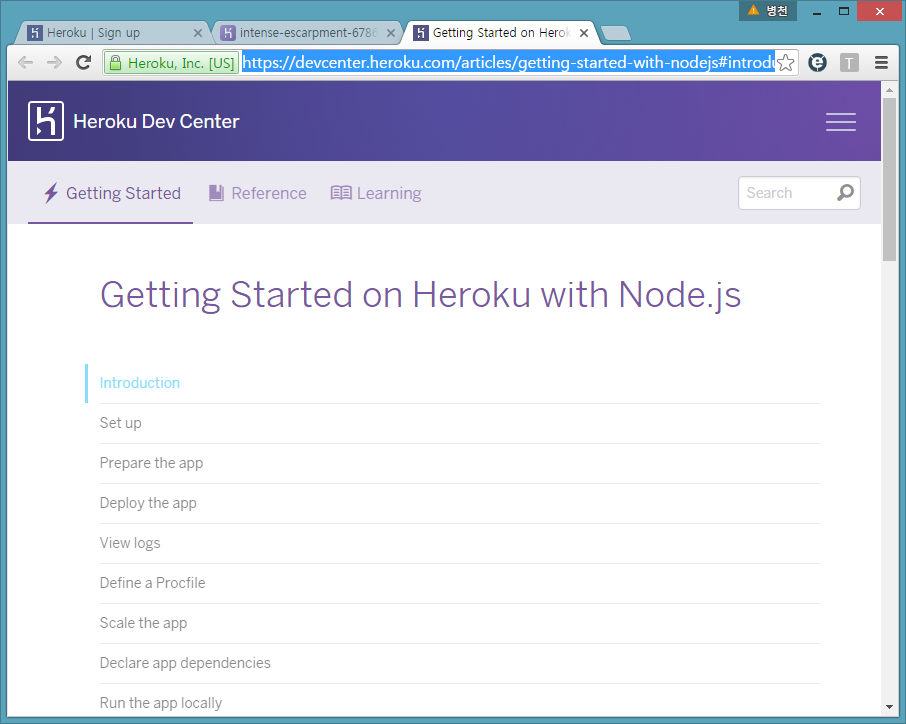 병천
Heroku | Sign up
intense-escarpment-6786
Getting Started on Herok
Heroku, Inc. [US]
https://devcenter.heroku.com/articles/getting-started-with-nodejs#introdu
T
Heroku Dev Center
Getting Started
Reference
Learning
Search
Getting Started on Heroku with Node.js
Introduction
Set up
Prepare the app
Deploy the app
View logs
Define a Procfile
Scale the app
Declare app dependencies
Run the app locally